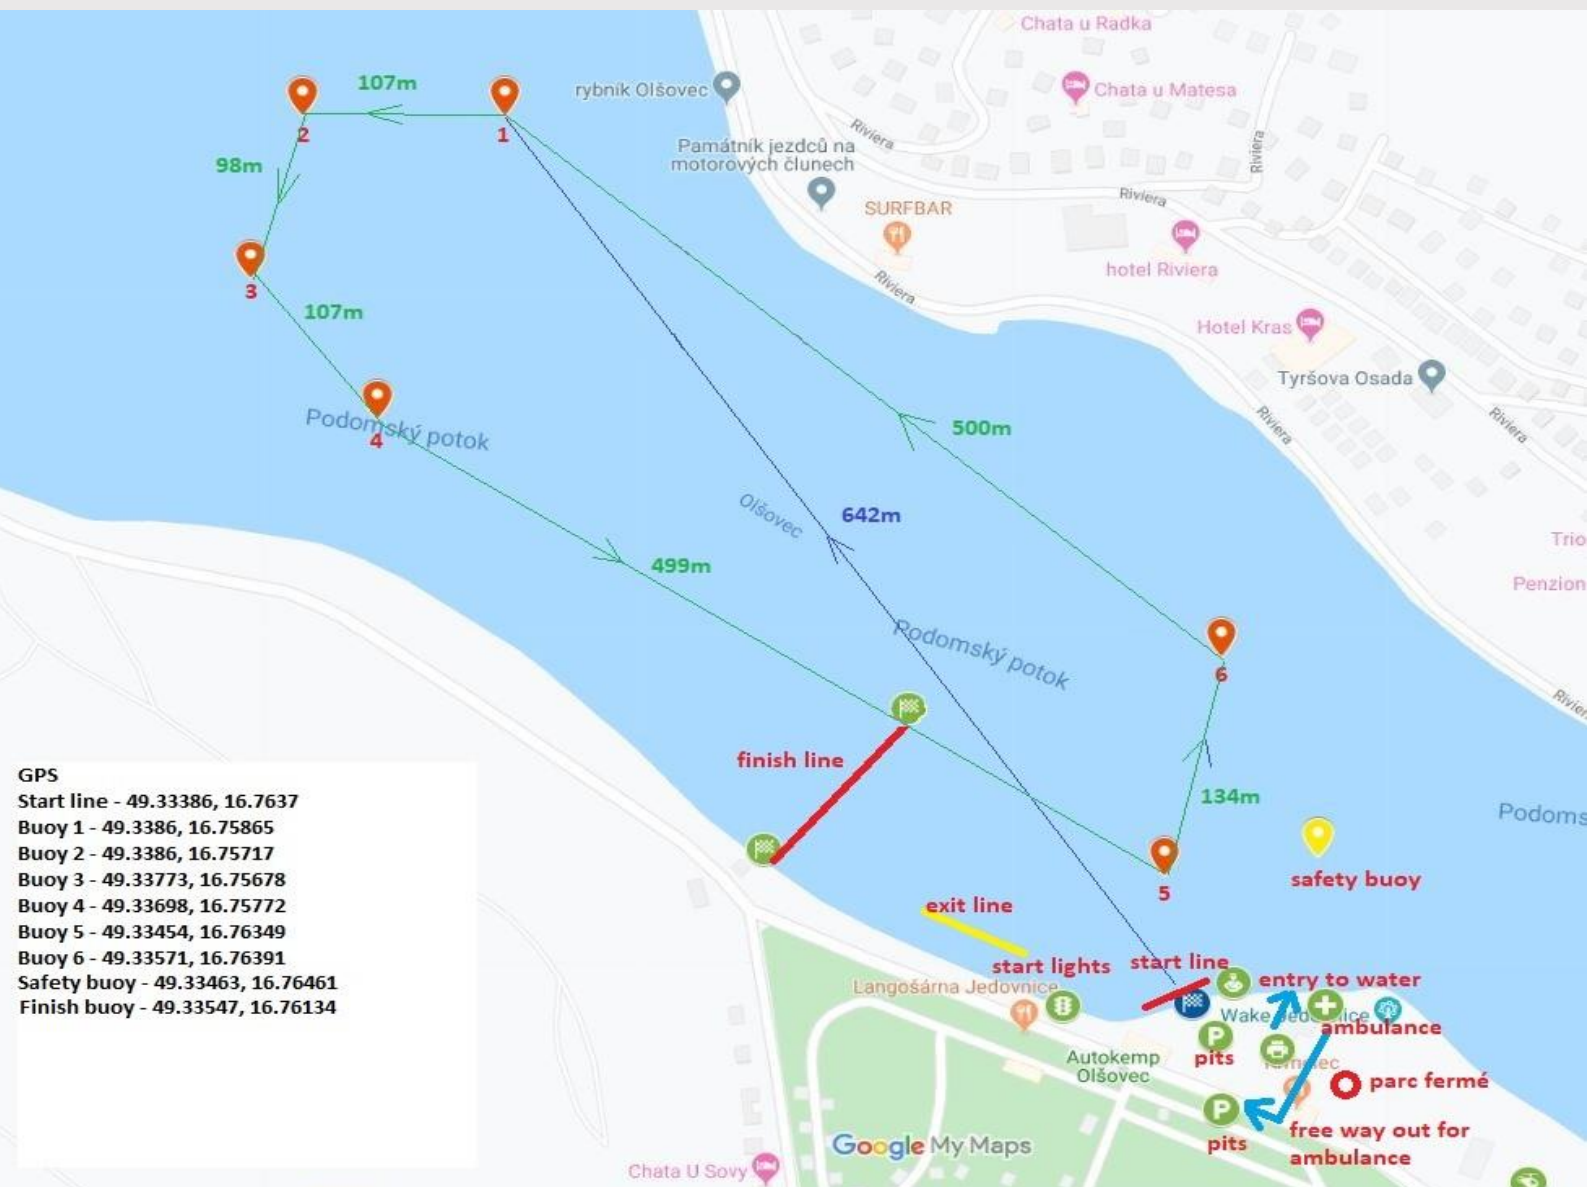 Chata u Radka
107m
rybník Olšovec
Chata u Matesa
2
1
Riviera
Riviera
98m
Památník jezdců na
motorových člunech
Riviera
SURFBAR
hotel Riviera
3
Riviera
107m
Hotel Kras
Tyršova Osada
Podomský potok
4
500m
Riviera
Riviera
Olšovec
642m
Trio
499m
Penzion
Podomský potok
6
Riviera
finish line
134m
Podoms
GPS
Start line - 49.33386, 16.7637
Buoy 1 - 49.3386, 16.75865
Buoy 2 - 49.3386, 16.75717
Buoy 3 - 49.33773, 16.75678
Buoy 4 - 49.33698, 16.75772
Buoy 5 - 49.33454, 16.76349
Buoy 6 - 49.33571, 16.76391
Safety buoy - 49.33463, 16.76461
Finish buoy - 49.33547, 16.76134
safety buoy
5
exit line
start lights
start line
entry to water
Langošárna Jedovnice
Wake Jedovnice
ambulance
P
pits
Autokemp
Olšovec
parc fermé
P
pits
free way out for
ambulance
Google My Maps
Chata U Sovy